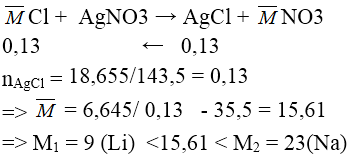 M̅Cl + AgNO3 → AgCl + M̅NO3
0,13 ← 0,13
nAgCl = 18,655/143,5 = 0,13
=> M̅ = 6,645/ 0,13 - 35,5 = 15,61
=> M1 = 9 (Li) <15,61 < M2 = 23(Na)